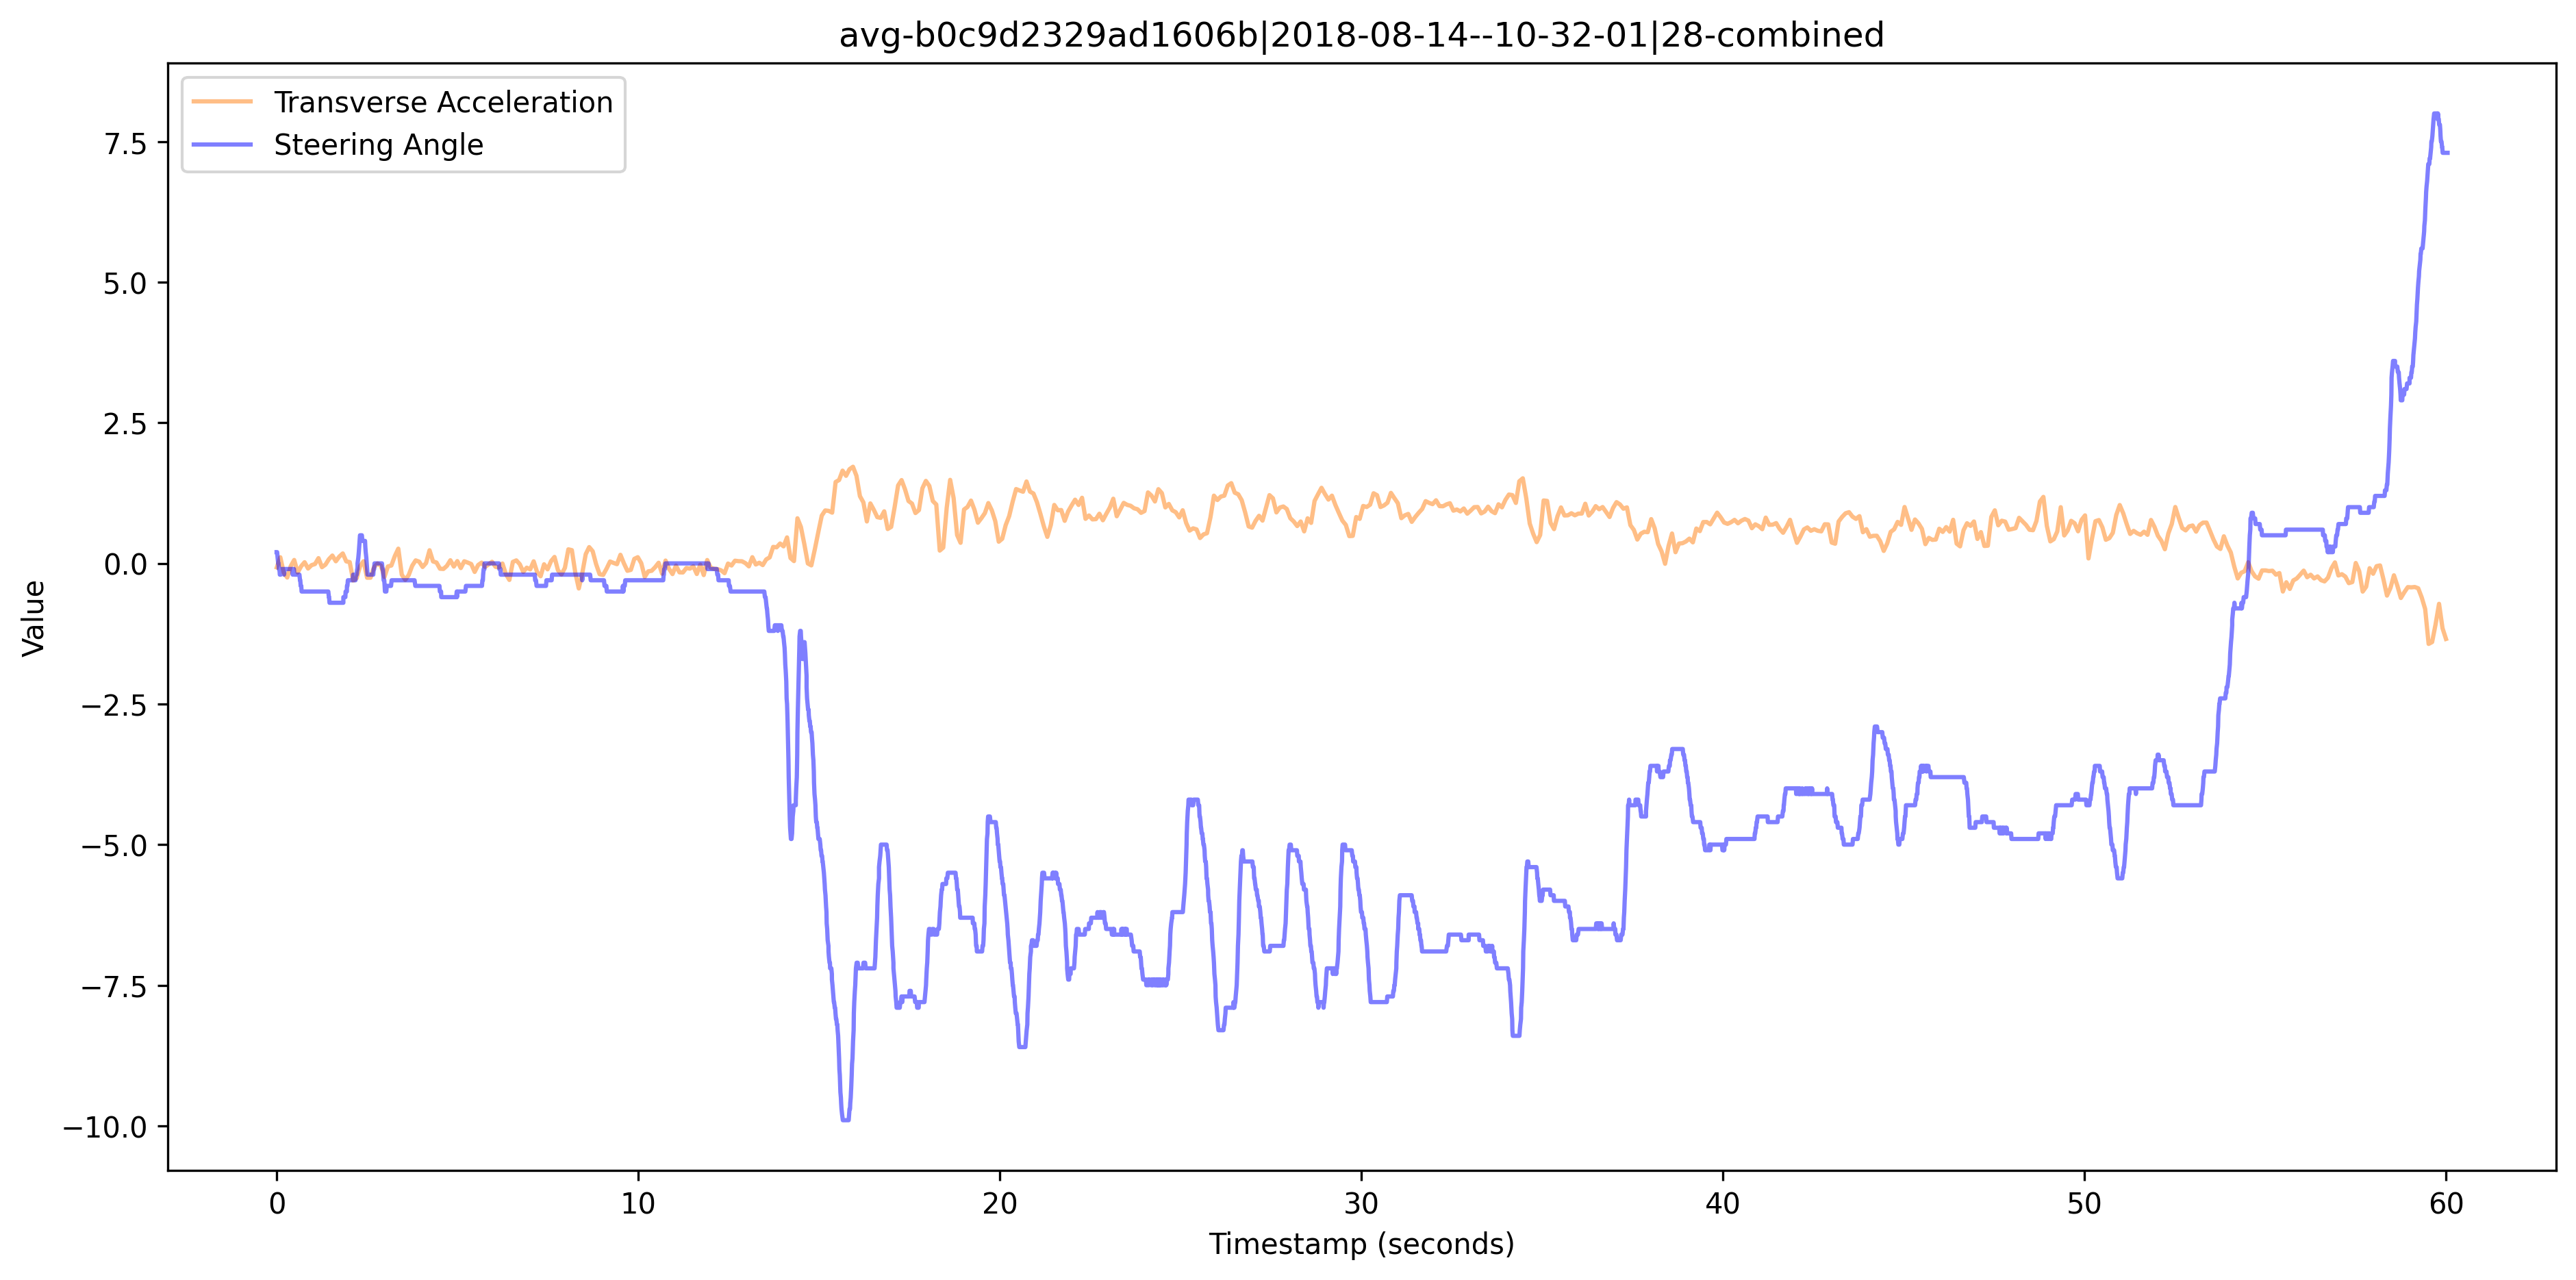 avg-b0c9d2329ad1606b|2018-08-14--10-32-01|28-combined
Transverse Acceleration
Steering Angle
7.5
5.0
2.5
0.0
−2.5
−5.0
−7.5
−10.0
Value
0 10 20 30 40 50 60
Timestamp (seconds)